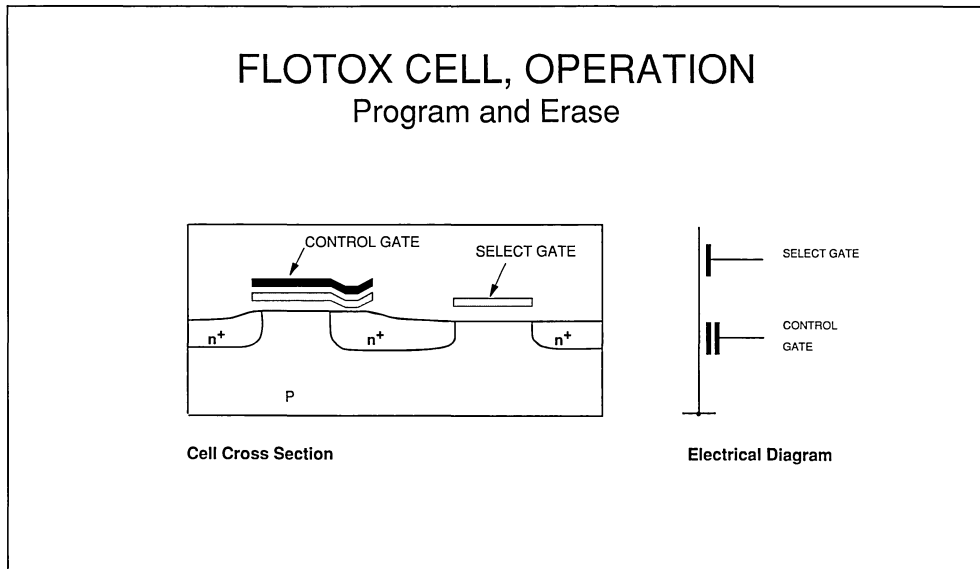 FLOTOX CELL, OPERATION
Program and Erase
CONTROL GATE
SELECT GATE
n+
n+
n+
P
Cell Cross Section
SELECT GATE
CONTROL
GATE
Electrical Diagram